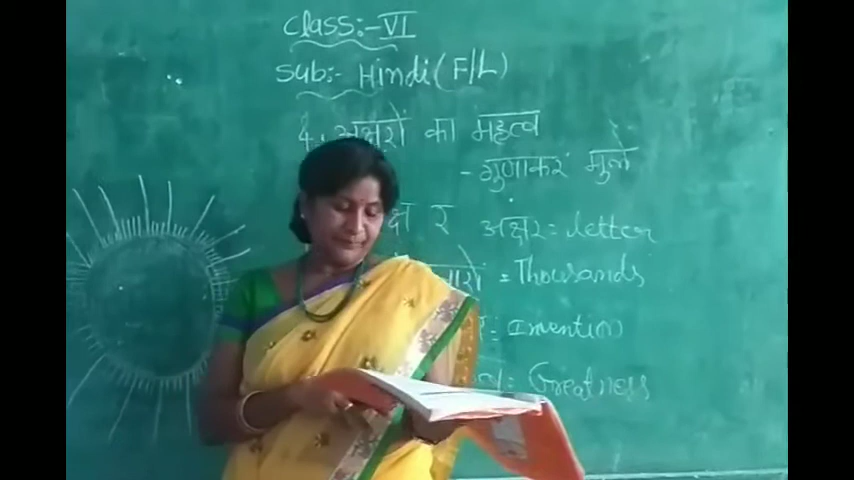 Class:- VI
Sub:- Hindi (F/L)
4. अक्षरों का महत्व
- गुणाकर मुले
क्ष र
अक्षर = letter
= Thousands
= Invention
= Greatness